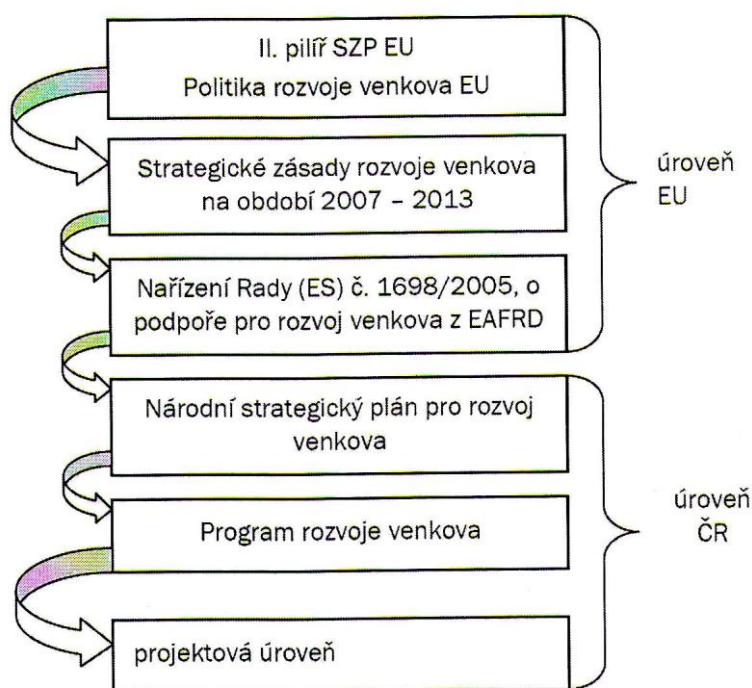 II. pilíř SZP EU
Politika rozvoje venkova EU
Strategické zásady rozvoje venkova
na období 2007 – 2013
Nařízení Rady (ES) č. 1698/2005, o
podpoře pro rozvoj venkova z EAFRD
úroveň
EU
Národní strategický plán pro rozvoj
venkova
Program rozvoje venkova
projektová úroveň
úroveň
ČR